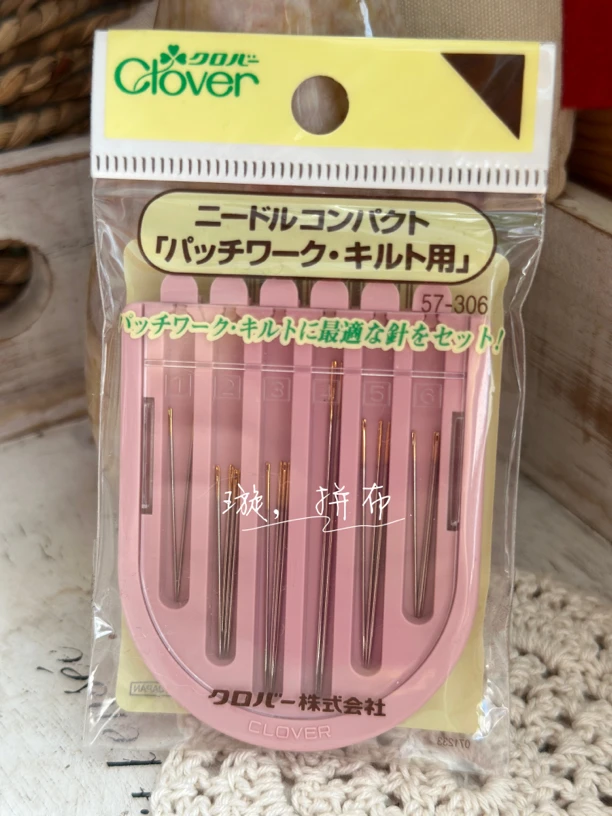 クロバー
Clover
ニードルコンパクト
「パッチワーク・キルト用」
57-306
パッチワーク・キルトに最適な針をセット!
1 2 3 4 5 6
璇，拼布
クロバー株式会社
CLOVER
JAPAN